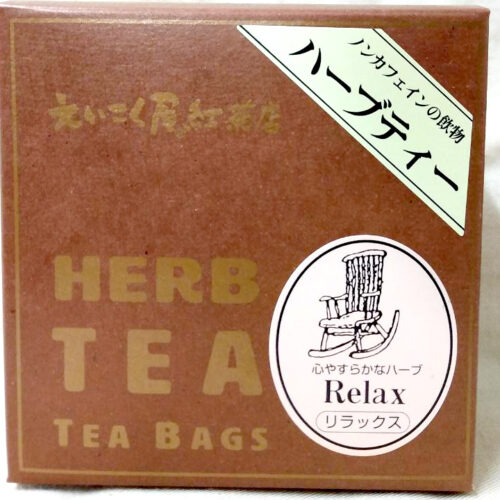 ノンカフェインの飲物
ハーブティー
えいこく屋紅茶店
HERB
TEA
TEA BAGS
心やすらかなハーブ
Relax
リラックス